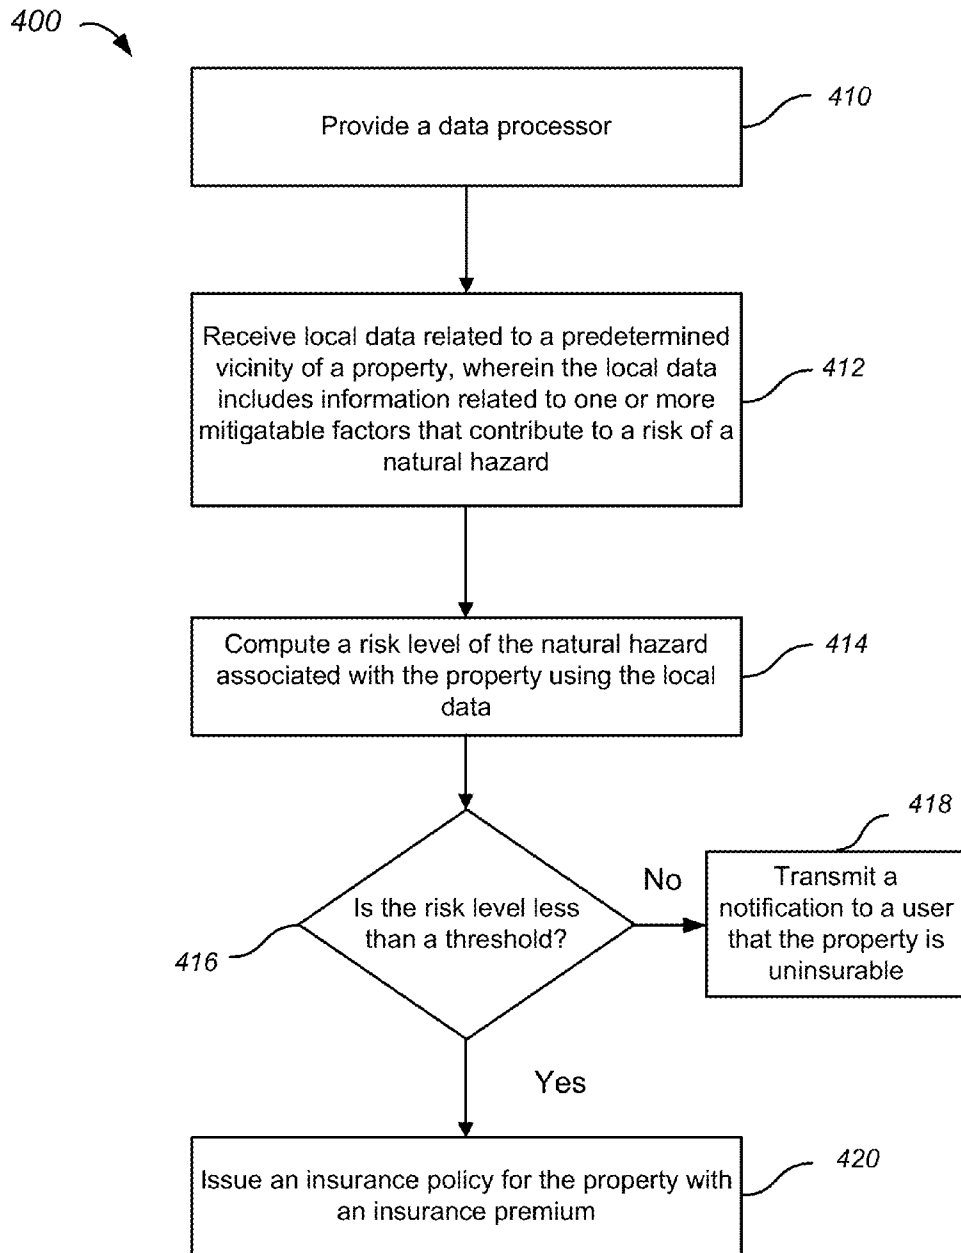 400
410
Provide a data processor
Receive local data related to a predetermined
vicinity of a property, wherein the local data
includes information related to one or more
mitigatable factors that contribute to a risk of a
natural hazard
412
Compute a risk level of the natural hazard
associated with the property using the local
data
414
418
Is the risk level less
than a threshold?
416
No
Transmit a
notification to a user
that the property is
uninsurable
Yes
Issue an insurance policy for the property with
an insurance premium
420